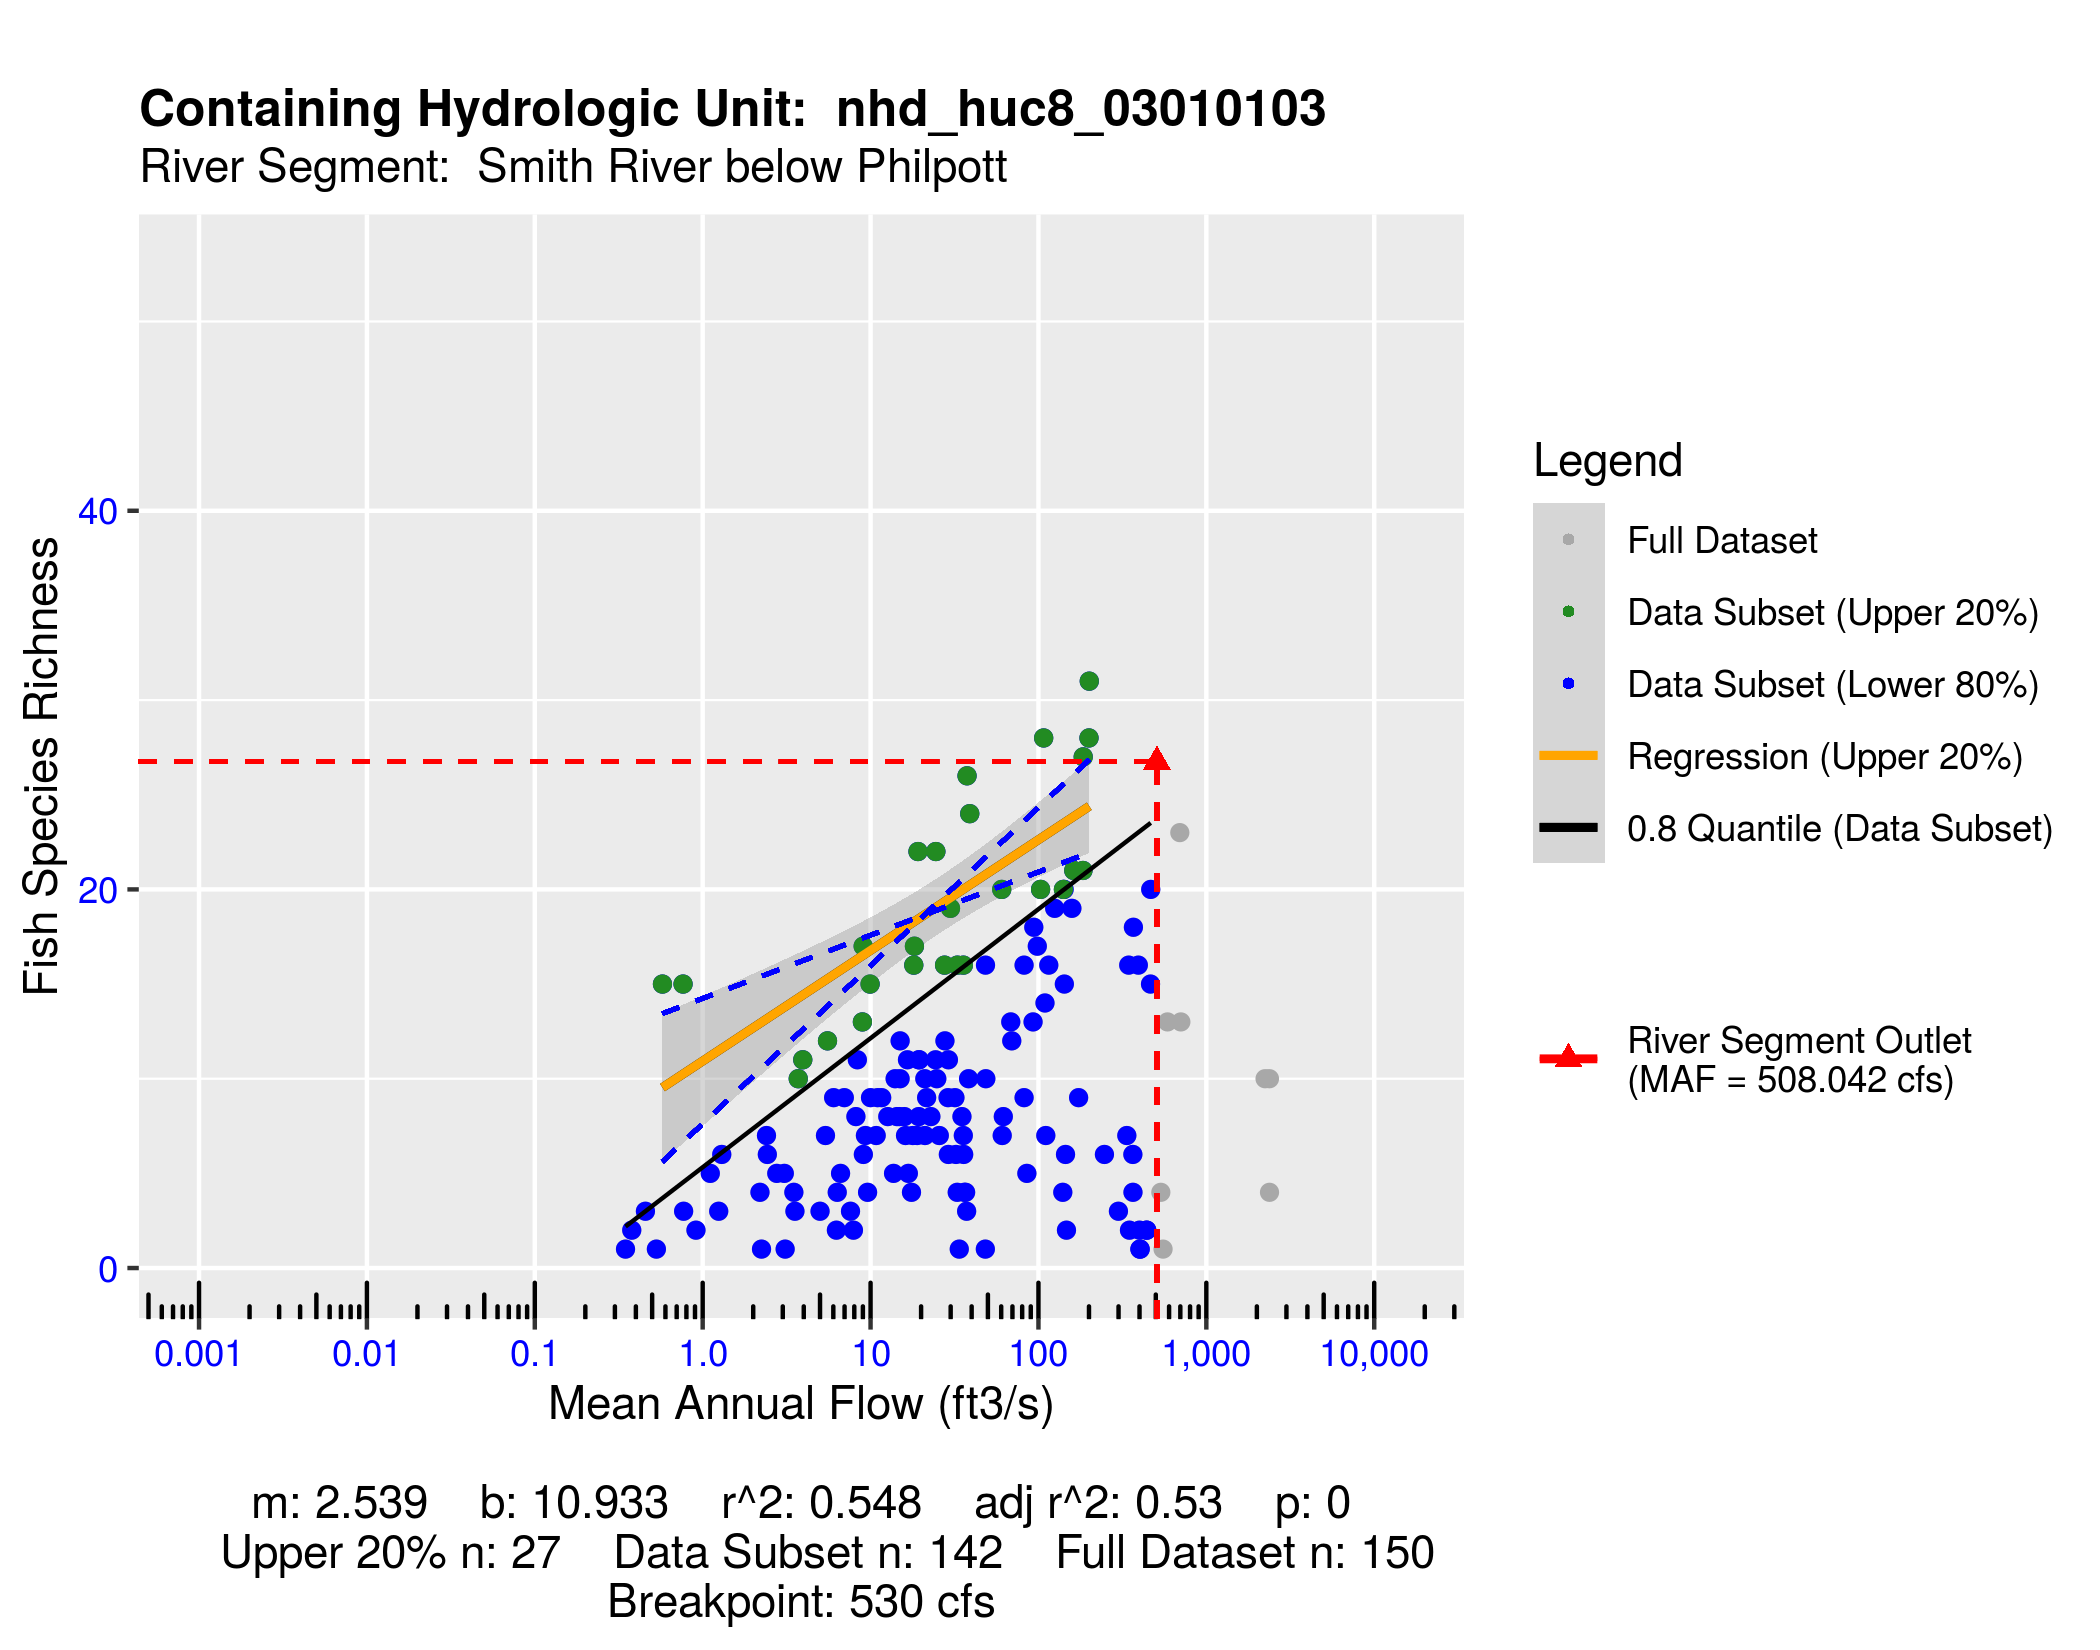 Containing Hydrologic Unit:  nhd_huc8_03010103
River Segment:  Smith River below Philpott
Fish Species Richness
40
20
0
0.001 0.01 0.1 1.0 10 100 1,000 10,000
Mean Annual Flow (ft3/s)
Legend
Full Dataset
Data Subset (Upper 20%)
Data Subset (Lower 80%)
Regression (Upper 20%)
0.8 Quantile (Data Subset)
River Segment Outlet
(MAF = 508.042 cfs)
m: 2.539    b: 10.933    r^2: 0.548    adj r^2: 0.53    p: 0
Upper 20% n: 27    Data Subset n: 142    Full Dataset n: 150
Breakpoint: 530 cfs